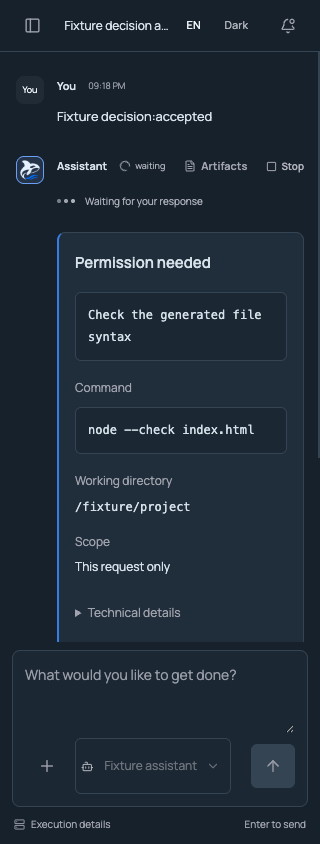 Fixture decision a... EN Dark
You You 09:18 PM
Fixture decision:accepted
Assistant waiting Artifacts Stop
Waiting for your response
Permission needed
Check the generated file
syntax
Command
node --check index.html
Working directory
/fixture/project
Scope
This request only
Technical details
What would you like to get done?
Fixture assistant
Execution details Enter to send